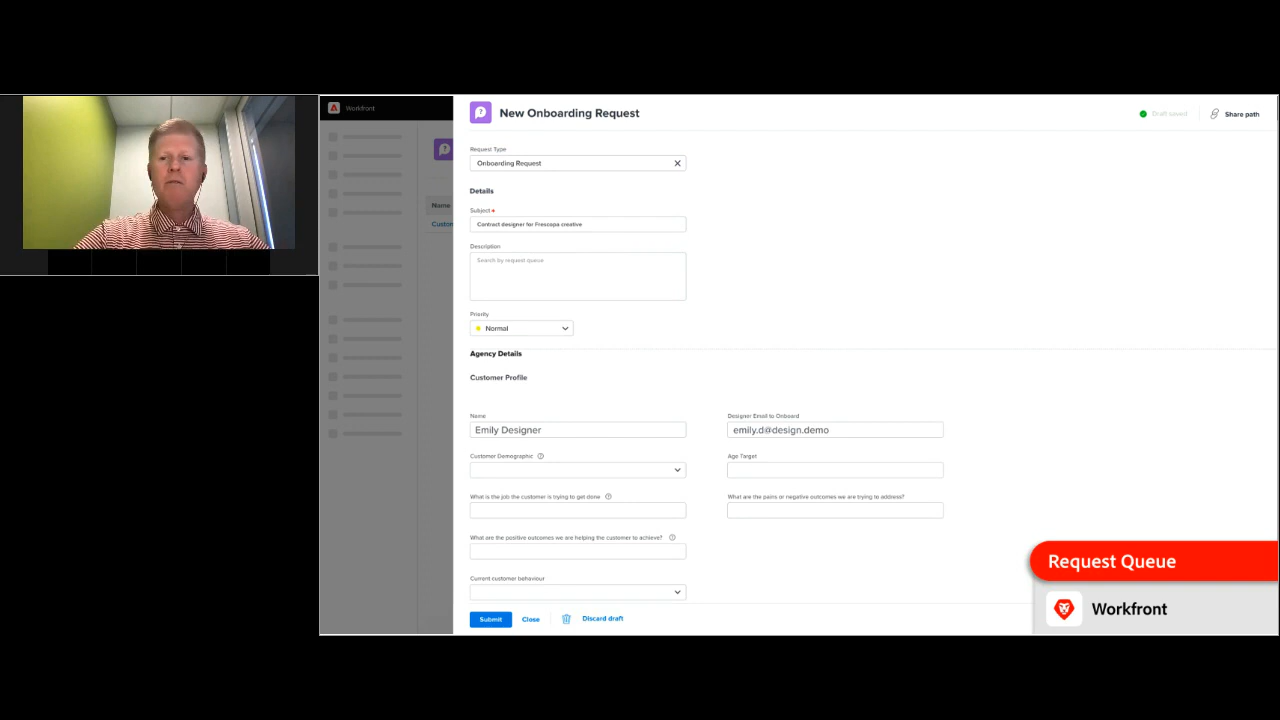 Workfront
New Onboarding Request
Draft saved
Share path
Request Type
Onboarding Request
Details
Name
Subject
Custom
Contract designer for Frescopa creative
Description
Search by request queue
Priority
Normal
Agency Details
Customer Profile
Name
Designer Email to Onboard
Emily Designer
emily.d@design.demo
Customer Demographic
Age Target
What is the job the customer is trying to get done
What are the pains or negative outcomes we are trying to address?
What are the positive outcomes we are helping the customer to achieve?
Current customer behaviour
Submit
Close
Discard draft
Request Queue
Workfront